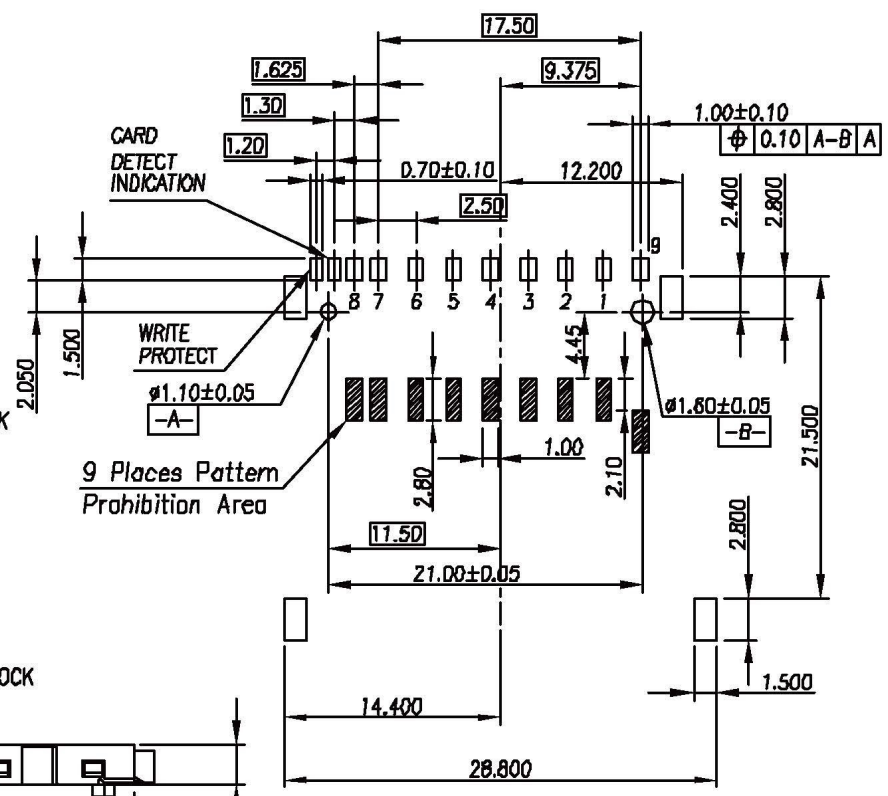 17.50
1.625
9.375
1.30
1.00±0.10
⌖ 0.10 A-B A
CARD
DETECT
INDICATION
1.20
0.70±0.10
12.200
2.50
2.400
2.800
9
8 7 6 5 4 3 2 1
WRITE
PROTECT
2.050
1.500
4.45
ø1.10±0.05
-A-
ø1.60±0.05
-B-
K
9 Places Pattern
Prohibition Area
2.80
1.00
2.10
21.500
11.50
21.00±0.05
2.800
OCK
14.400
1.500
28.800